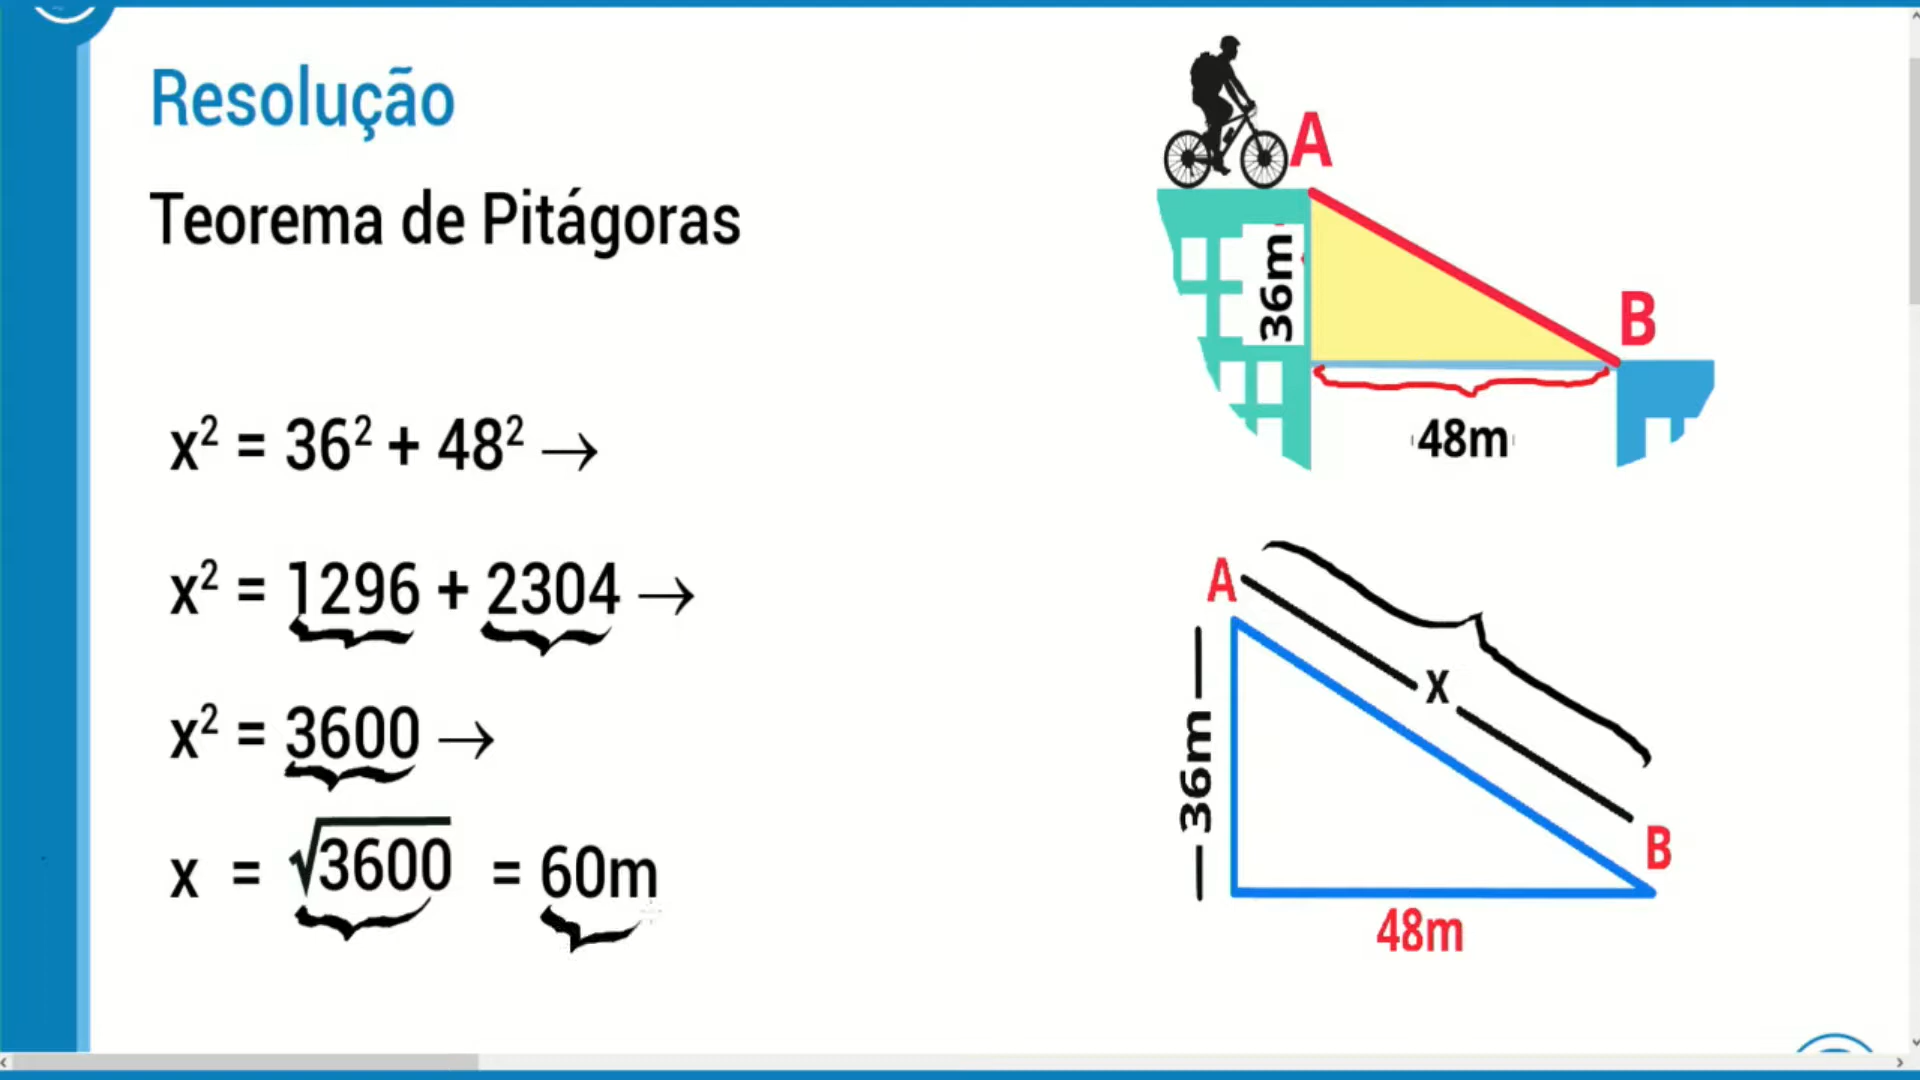 Resolução
Teorema de Pitágoras
x² = 36² + 48² →
x² = 1296 + 2304 →
x² = 3600 →
x = √3600 = 60m
A
36m
B
48m
A
x
36m
B
48m